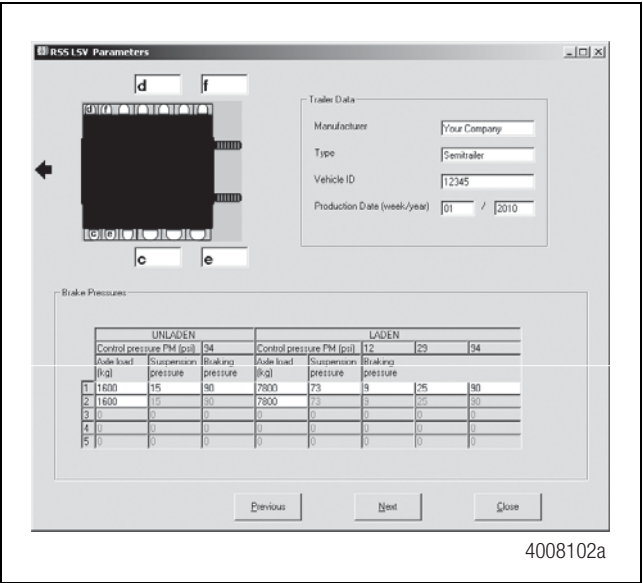 RSS LSV Parameters
d f
d f
c e
c e
Trailer Data
Manufacturer Your Company
Type Semitrailer
Vehicle ID 12345
Production Date (week/year) 01 / 2010
Brake Pressures
UNLADEN LADEN
Control pressure PM (psi) 94 Control pressure PM (psi) 12 29 94
Axle load Suspension Braking Axle load Suspension Braking
(kg) pressure pressure (kg) pressure pressure
1 1600 15 90 7800 73 9 25 90
2 1600 15 90 7800 73 9 25 90
3 0 0 0 0 0 0 0 0
4 0 0 0 0 0 0 0 0
5 0 0 0 0 0 0 0 0
Previous Next Close
4008102a